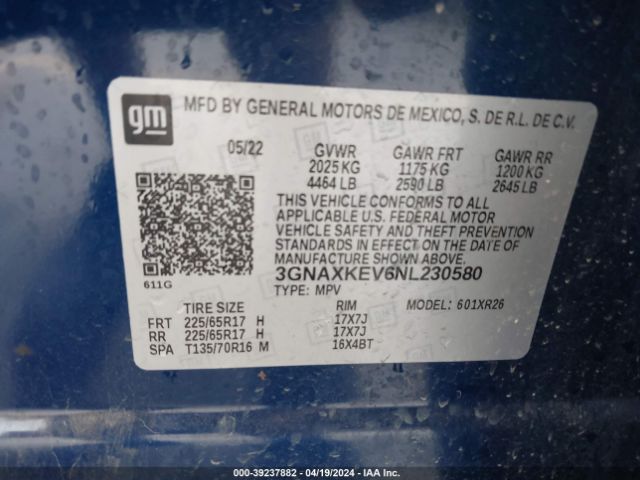 gm
MFD BY GENERAL MOTORS DE MEXICO, S. DE R.L. DE C.V.
05/22 GVWR GAWR FRT GAWR RR
2025 KG 1175 KG 1200 KG
4464 LB 2590 LB 2645 LB
THIS VEHICLE CONFORMS TO ALL
APPLICABLE U.S. FEDERAL MOTOR
VEHICLE SAFETY AND THEFT PREVENTION
STANDARDS IN EFFECT ON THE DATE OF
MANUFACTURE SHOWN ABOVE.
3GNAXKEV6NL230580
611G
TYPE: MPV
TIRE SIZE RIM MODEL: 601XR26
FRT 225/65R17 H 17X7J
RR 225/65R17 H 17X7J
SPA T135/70R16 M 16X4BT
000-39237882 - 04/19/2024 - IAA Inc.